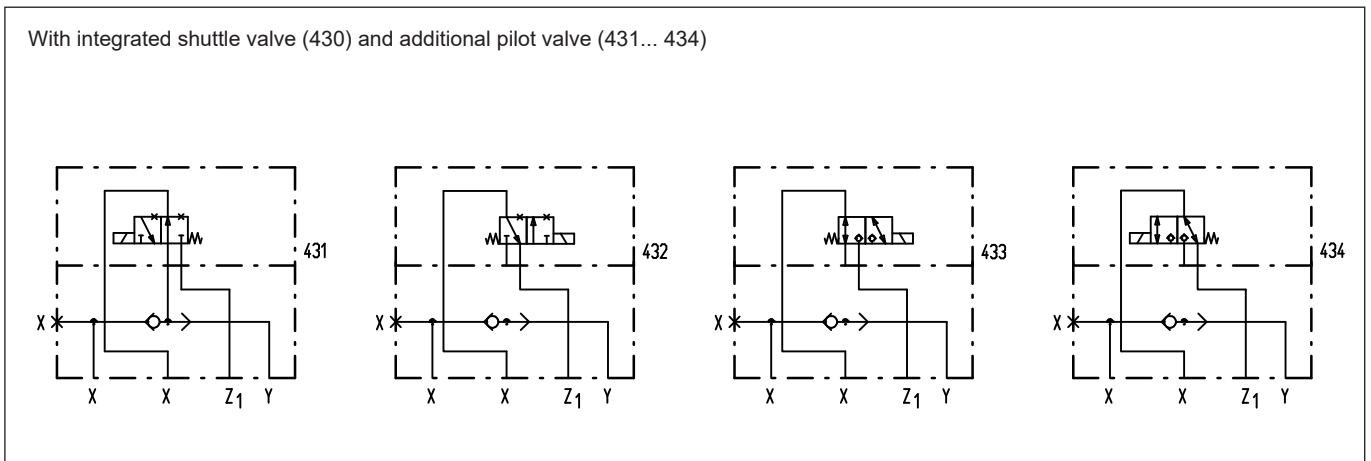 With integrated shuttle valve (430) and additional pilot valve (431... 434)
431
432
433
434
X X X X
X X Z1 Y
X X Z1 Y
X X Z1 Y
X X Z1 Y